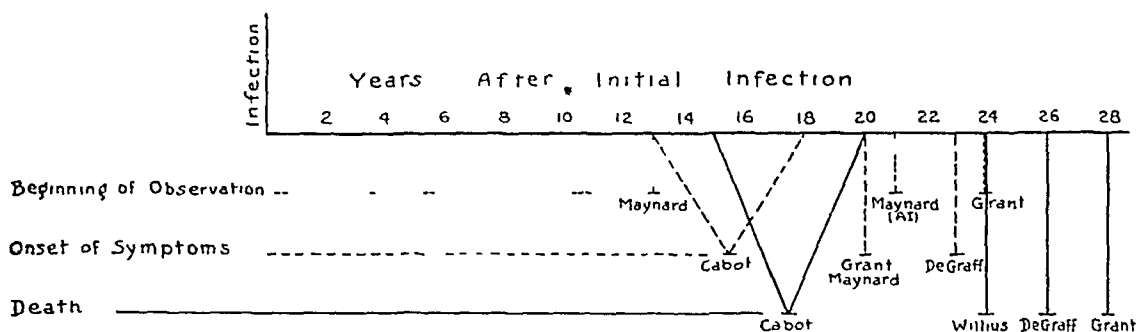 Infection
Years After Initial Infection
2 4 6 8 10 12 14 16 18 20 22 24 26 28
Beginning of Observation
Maynard
Maynard
(AI)
Grant
Onset of Symptoms
Cabot
Grant
Maynard
DeGraff
Death
Cabot
Willius
DeGraff
Grant